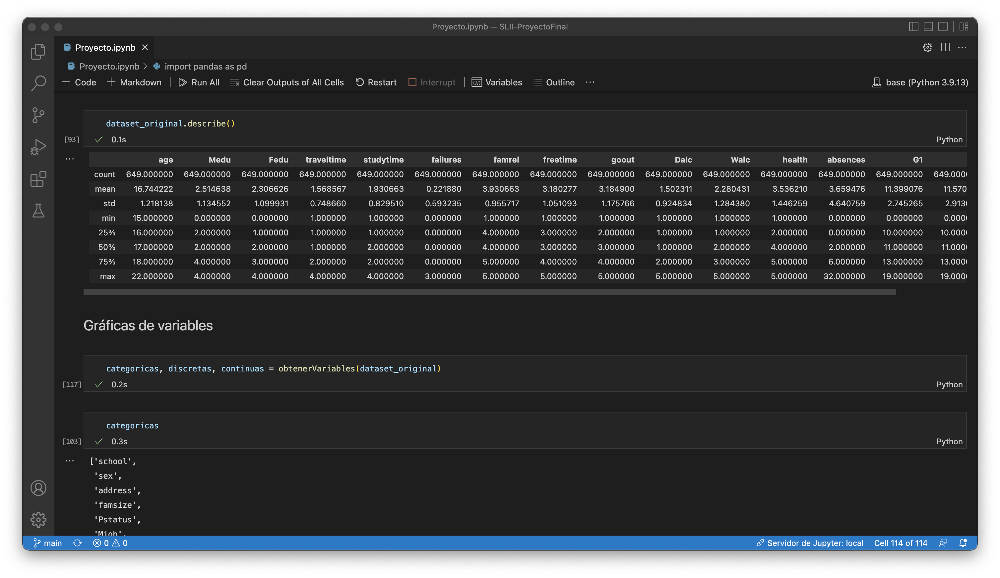 Proyecto.ipynb — SLII-ProyectoFinal
Proyecto.ipynb
Proyecto.ipynb > import pandas as pd
Code Markdown Run All Clear Outputs of All Cells Restart Interrupt Variables Outline ··· base (Python 3.9.13)
dataset_original.describe()
[93] 0.1s Python
age Medu Fedu traveltime studytime failures famrel freetime goout Dalc Walc health absences G1
count 649.000000 649.000000 649.000000 649.000000 649.000000 649.000000 649.000000 649.000000 649.000000 649.000000 649.000000 649.000000 649.000000 649.000000 649.000
mean 16.744222 2.514638 2.306626 1.568567 1.930663 0.221880 3.930663 3.180277 3.184900 1.502311 2.280431 3.536210 3.659476 11.399076 11.570
std 1.218138 1.134552 1.099931 0.748660 0.829510 0.593235 0.955717 1.051093 1.175766 0.924834 1.284380 1.446259 4.640759 2.745265 2.913
min 15.000000 0.000000 0.000000 1.000000 1.000000 0.000000 1.000000 1.000000 1.000000 1.000000 1.000000 1.000000 0.000000 0.000000 0.000
25% 16.000000 2.000000 1.000000 1.000000 1.000000 0.000000 4.000000 3.000000 2.000000 1.000000 1.000000 2.000000 0.000000 10.000000 10.000
50% 17.000000 2.000000 2.000000 1.000000 2.000000 0.000000 4.000000 3.000000 3.000000 1.000000 2.000000 4.000000 2.000000 11.000000 11.000
75% 18.000000 4.000000 3.000000 2.000000 2.000000 0.000000 5.000000 4.000000 4.000000 2.000000 3.000000 5.000000 6.000000 13.000000 13.000
max 22.000000 4.000000 4.000000 4.000000 4.000000 3.000000 5.000000 5.000000 5.000000 5.000000 5.000000 5.000000 32.000000 19.000000 19.000
Gráficas de variables
categoricas, discretas, continuas = obtenerVariables(dataset_original)
[117] 0.2s Python
categoricas
[103] 0.3s Python
['school',
'sex',
'address',
'famsize',
'Pstatus',
'Mjob',
main 0 0 Servidor de Jupyter: local Cell 114 of 114